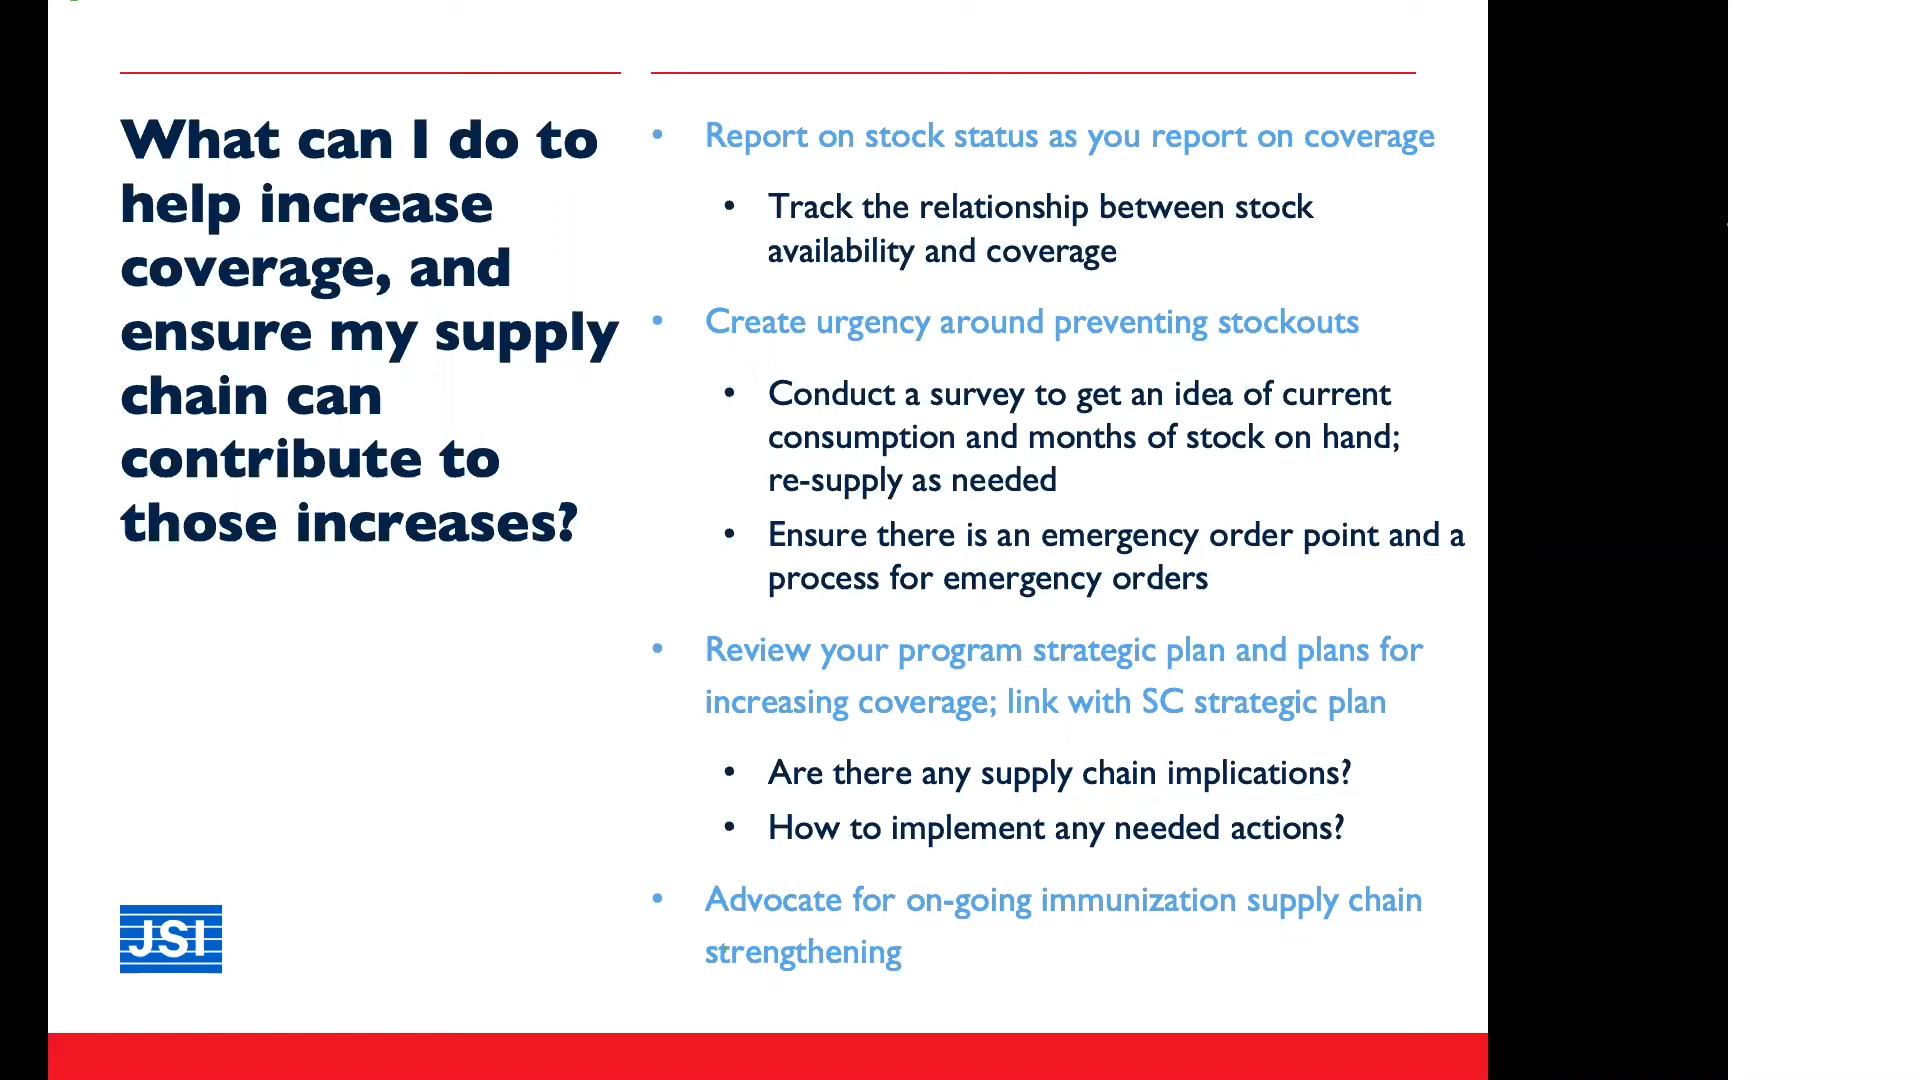 What can I do to
help increase
coverage, and
ensure my supply
chain can
contribute to
those increases?
• Report on stock status as you report on coverage
• Track the relationship between stock
availability and coverage
• Create urgency around preventing stockouts
• Conduct a survey to get an idea of current
consumption and months of stock on hand;
re-supply as needed
• Ensure there is an emergency order point and a
process for emergency orders
• Review your program strategic plan and plans for
increasing coverage; link with SC strategic plan
• Are there any supply chain implications?
• How to implement any needed actions?
• Advocate for on-going immunization supply chain
strengthening
JSI